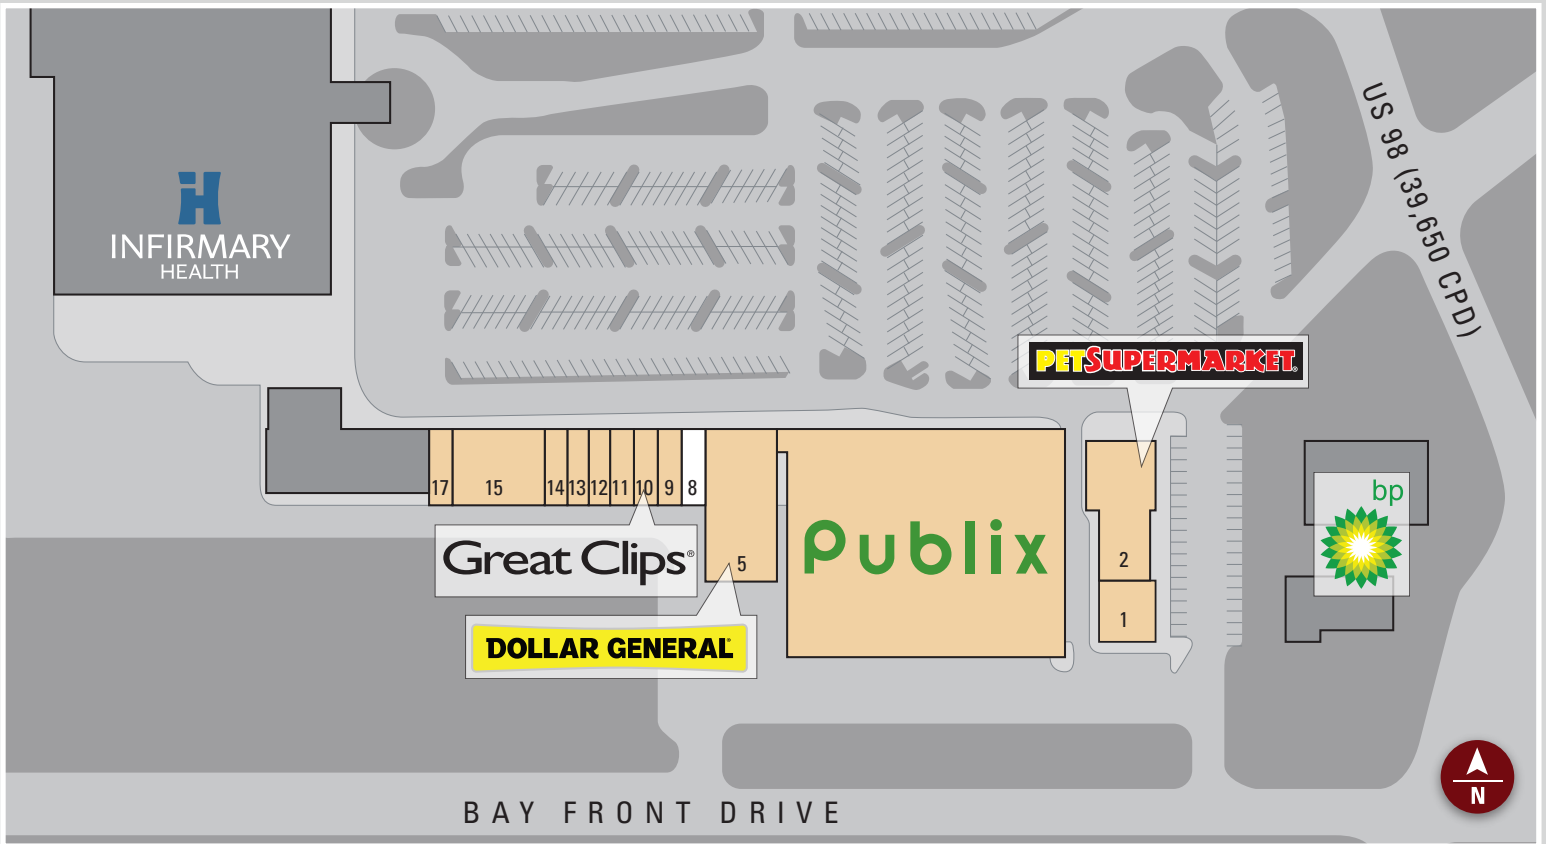 US 98 (39,650 CPD)
INFIRMARY
HEALTH
PETSUPERMARKET®
17
15
14
13
12
11
10
9
8
5
Great Clips®
DOLLAR GENERAL®
Publix
2
1
bp
BAY FRONT DRIVE
N